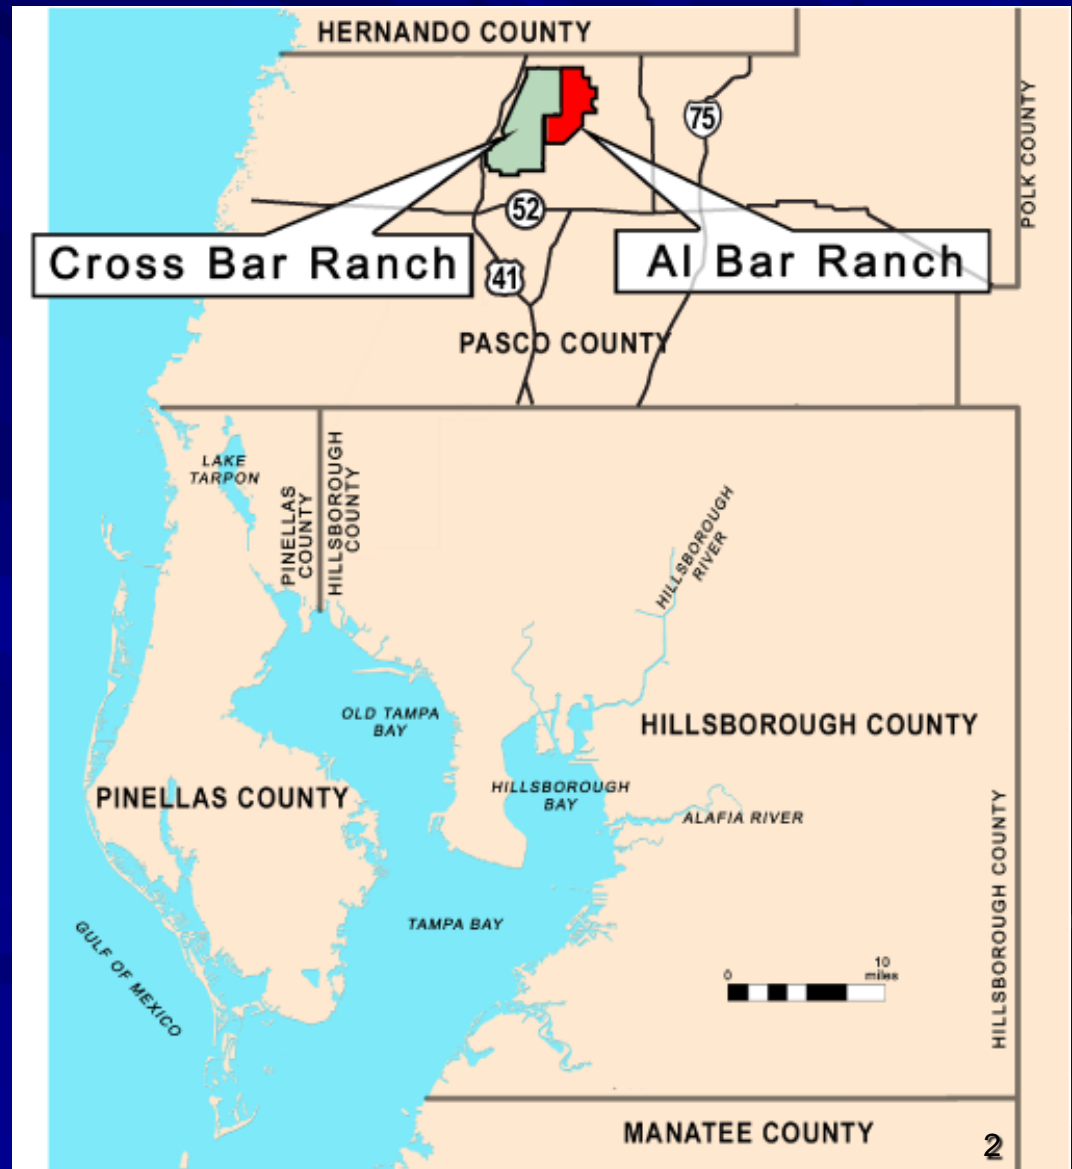 HERNANDO COUNTY
75
POLK COUNTY
52
Cross Bar Ranch
Al Bar Ranch
41
PASCO COUNTY
LAKE
TARPON
PINELLAS
COUNTY
HILLSBOROUGH
COUNTY
HILLSBOROUGH
RIVER
OLD TAMPA
BAY
HILLSBOROUGH COUNTY
PINELLAS COUNTY
HILLSBOROUGH
BAY
ALAFIA RIVER
HILLSBOROUGH COUNTY
TAMPA BAY
GULF OF MEXICO
0
10
miles
MANATEE COUNTY
2